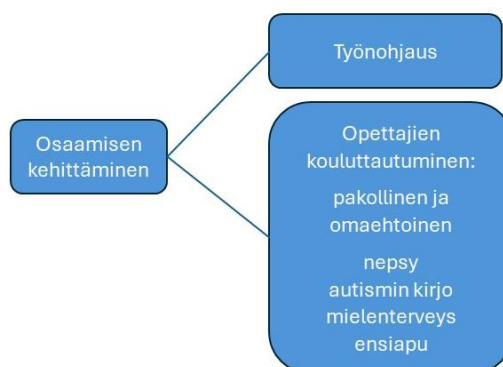 Työnohjaus
Osaamisen
kehittäminen
Opettajien
kouluttautuminen:
pakollinen ja
omaehtoinen
nepsy
autismin kirjo
mielenterveys
ensiapu